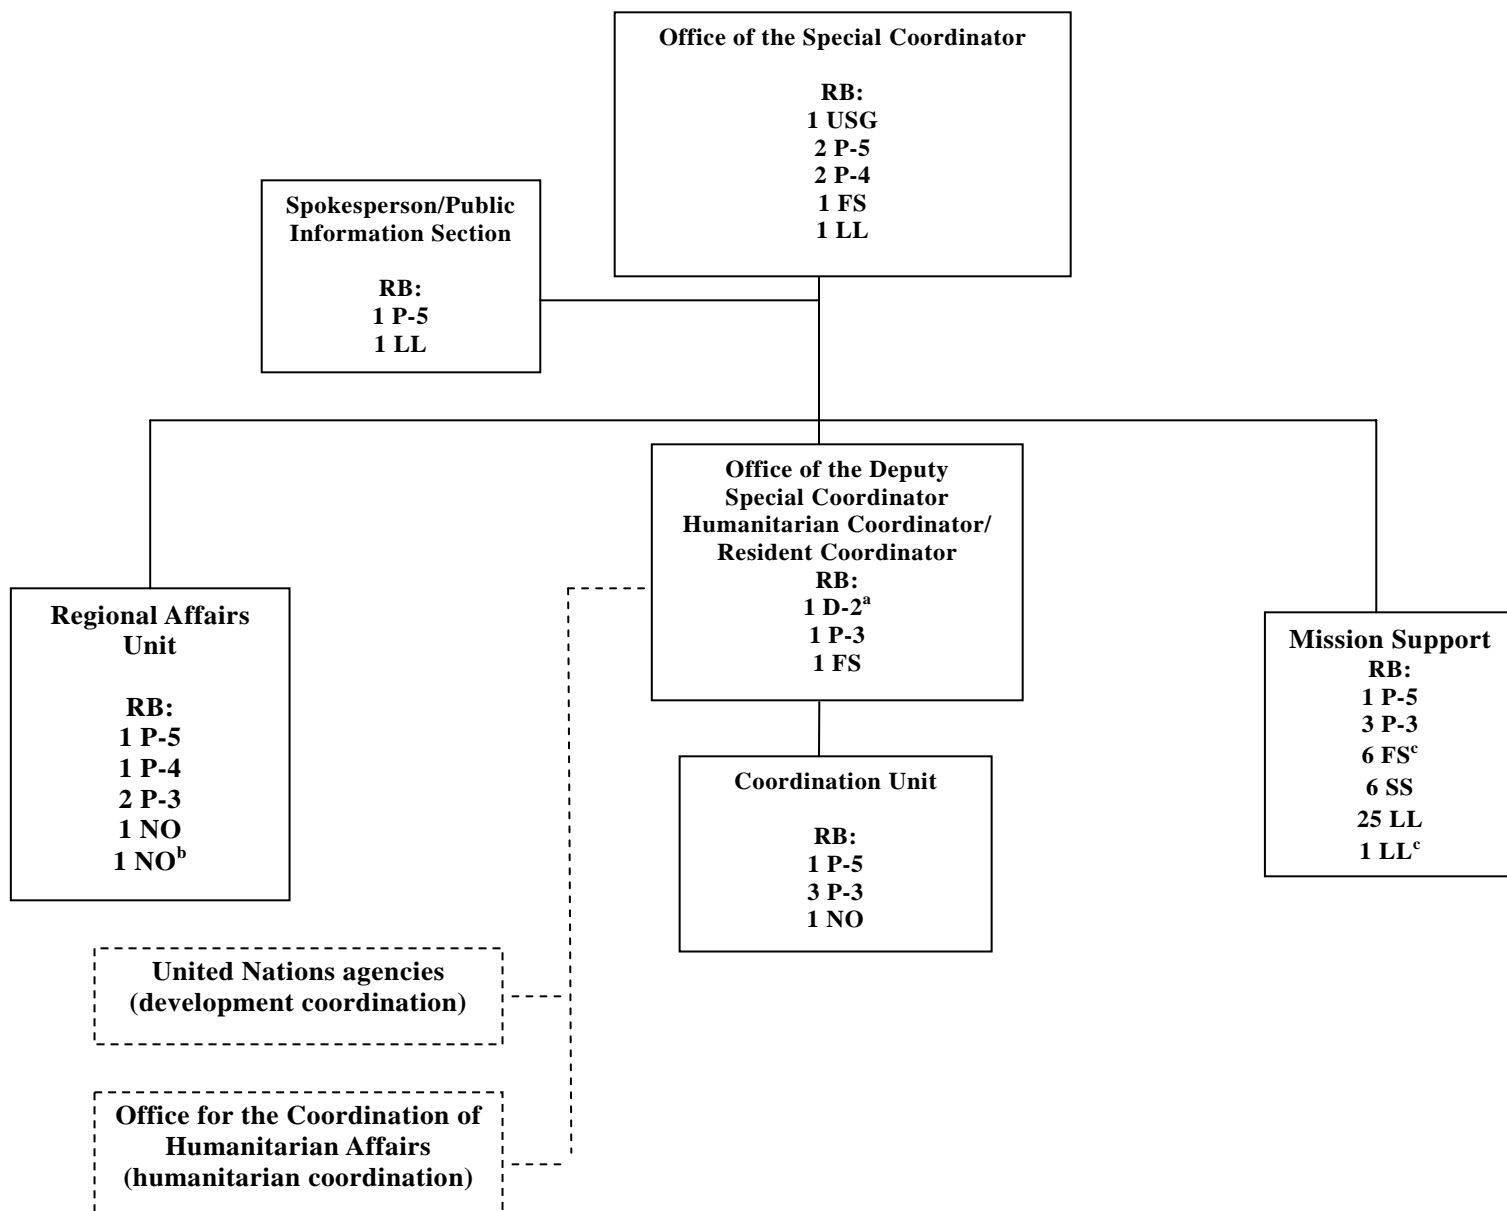 Office of the Special Coordinator
RB:
1 USG
2 P-5
2 P-4
1 FS
1 LL
Spokesperson/Public
Information Section
RB:
1 P-5
1 LL
Office of the Deputy
Special Coordinator
Humanitarian Coordinator/
Resident Coordinator
RB:
1 D-2a
1 P-3
1 FS
Regional Affairs
Unit
RB:
1 P-5
1 P-4
2 P-3
1 NO
1 NOb
Mission Support
RB:
1 P-5
3 P-3
6 FSc
6 SS
25 LL
1 LLc
Coordination Unit
RB:
1 P-5
3 P-3
1 NO
United Nations agencies
(development coordination)
Office for the Coordination of
Humanitarian Affairs
(humanitarian coordination)